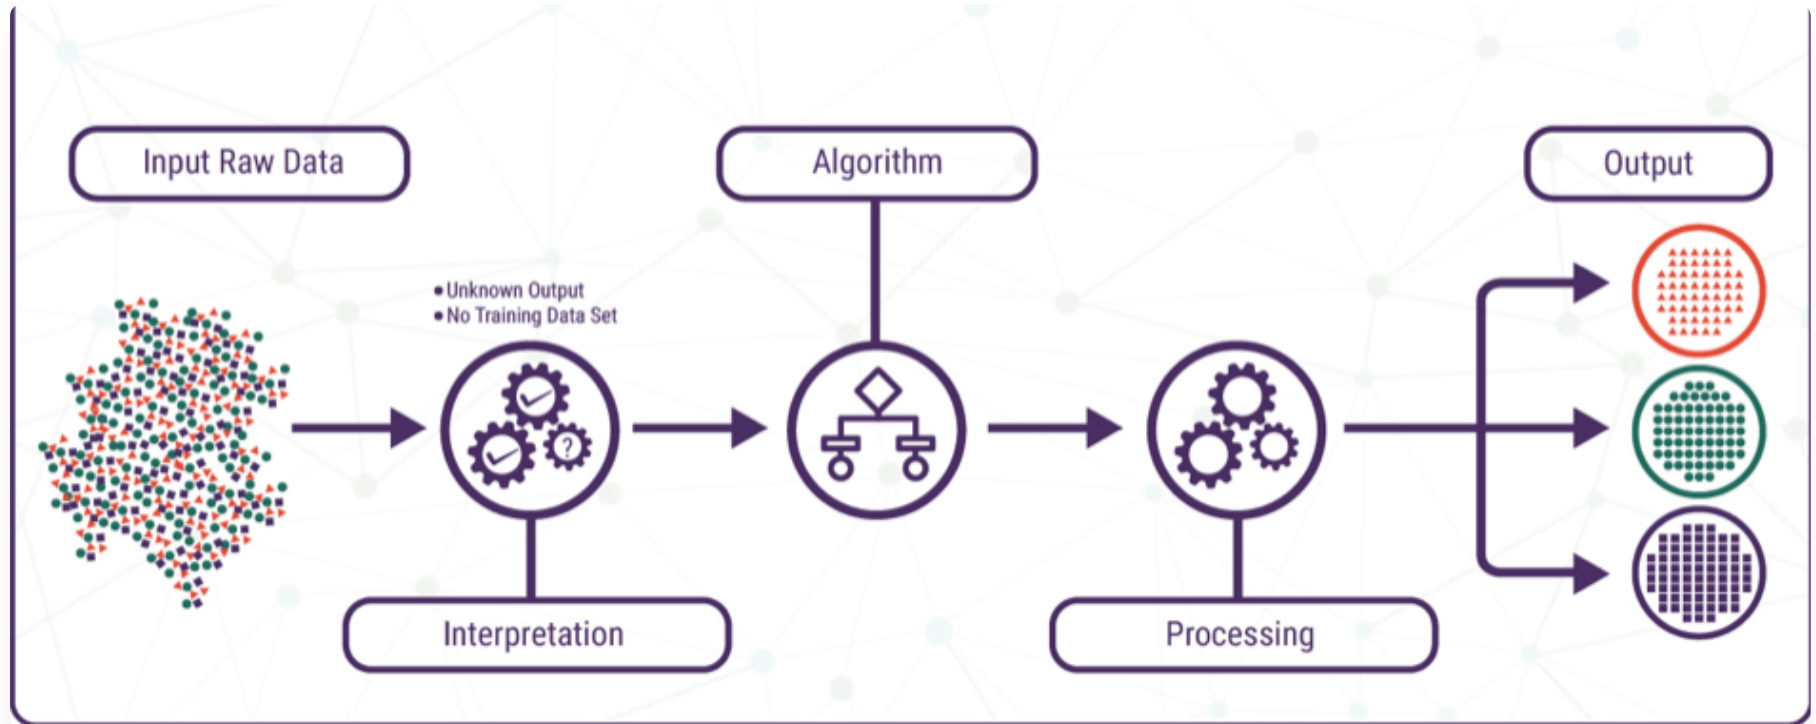 Input Raw Data
Algorithm
Output
• Unknown Output
• No Training Data Set
?
Interpretation
Processing